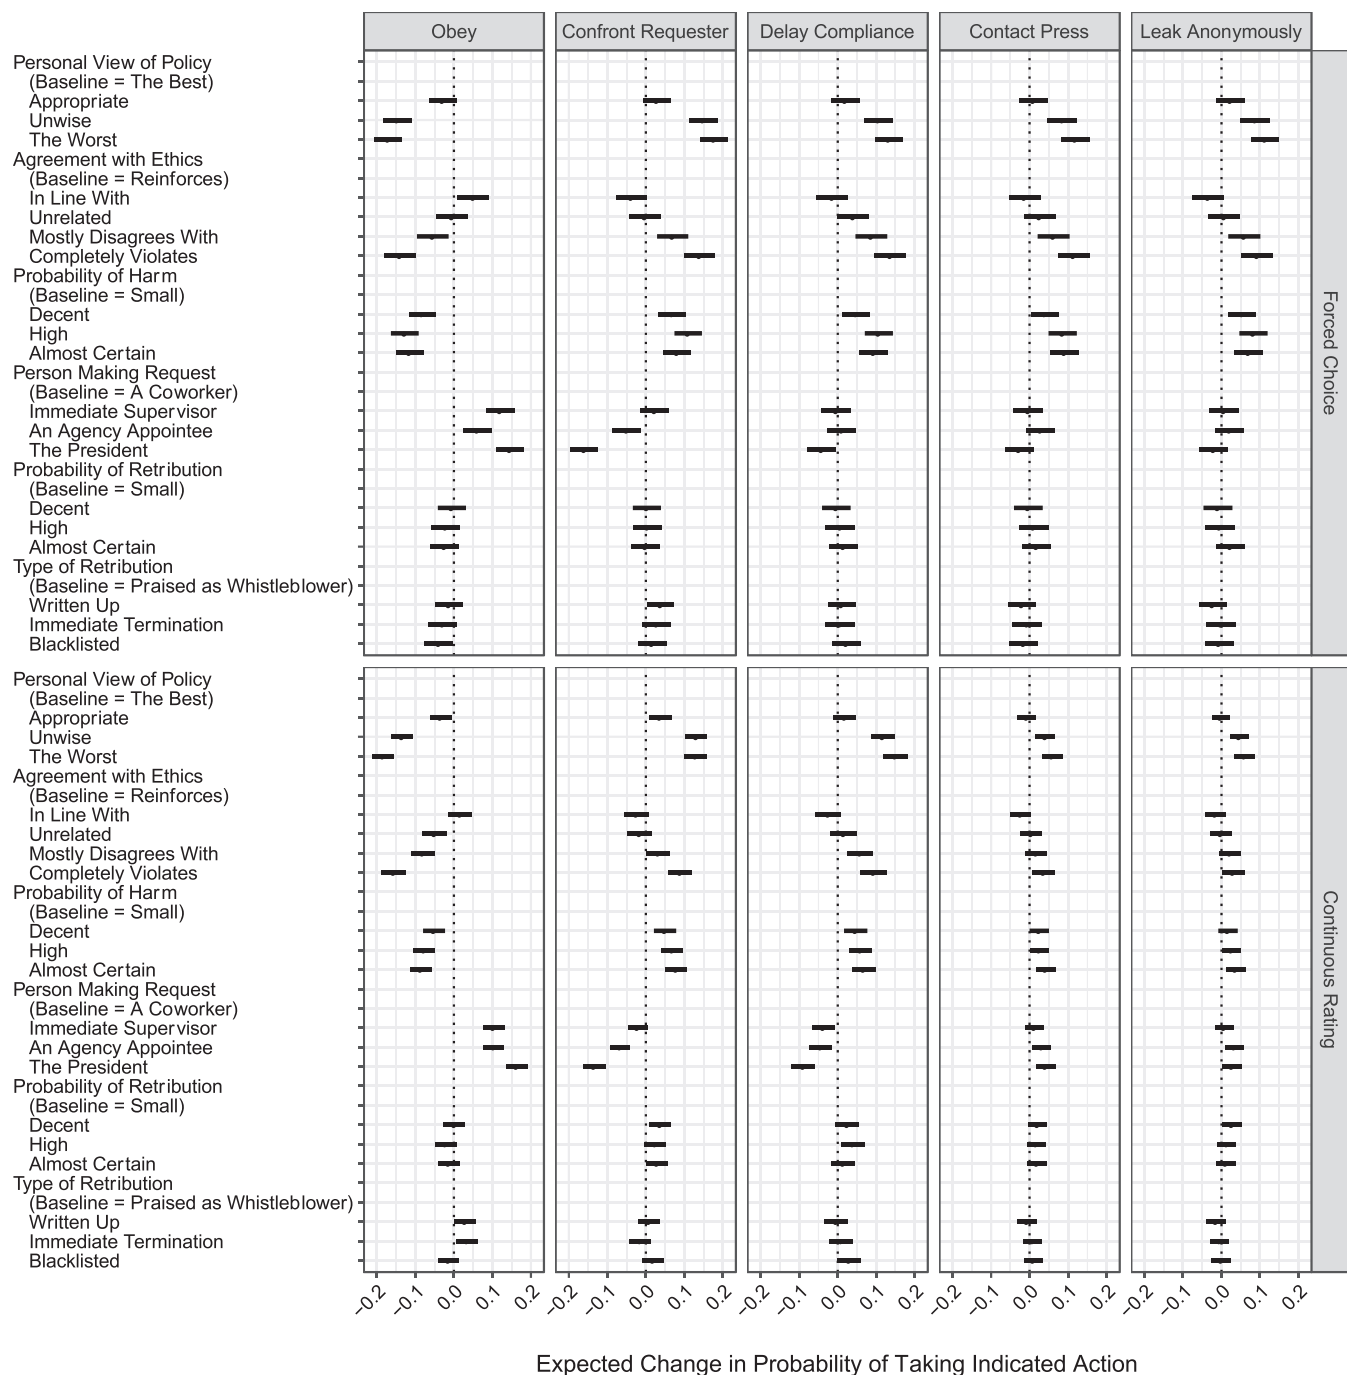 Obey Confront Requester Delay Compliance Contact Press Leak Anonymously
Personal View of Policy
(Baseline = The Best)
Appropriate
Unwise
The Worst
Agreement with Ethics
(Baseline = Reinforces)
In Line With
Unrelated
Mostly Disagrees With
Completely Violates
Probability of Harm
(Baseline = Small)
Decent
High
Almost Certain
Person Making Request
(Baseline = A Coworker)
Immediate Supervisor
An Agency Appointee
The President
Probability of Retribution
(Baseline = Small)
Decent
High
Almost Certain
Type of Retribution
(Baseline = Praised as Whistleblower)
Written Up
Immediate Termination
Blacklisted
Forced Choice
Personal View of Policy
(Baseline = The Best)
Appropriate
Unwise
The Worst
Agreement with Ethics
(Baseline = Reinforces)
In Line With
Unrelated
Mostly Disagrees With
Completely Violates
Probability of Harm
(Baseline = Small)
Decent
High
Almost Certain
Person Making Request
(Baseline = A Coworker)
Immediate Supervisor
An Agency Appointee
The President
Probability of Retribution
(Baseline = Small)
Decent
High
Almost Certain
Type of Retribution
(Baseline = Praised as Whistleblower)
Written Up
Immediate Termination
Blacklisted
Continuous Rating
−0.2 −0.1 0.0 0.1 0.2 −0.2 −0.1 0.0 0.1 0.2 −0.2 −0.1 0.0 0.1 0.2 −0.2 −0.1 0.0 0.1 0.2 −0.2 −0.1 0.0 0.1 0.2
Expected Change in Probability of Taking Indicated Action